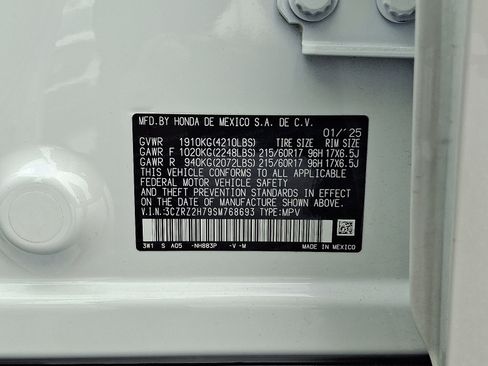 MFD.BY HONDA DE MEXICO S.A. DE C.V.
01/'25
GVWR 1910KG(4210LBS) TIRE SIZE RIM SIZE
GAWR F 1020KG(2248LBS) 215/60R17 96H 17X6.5J
GAWR R 940KG(2072LBS) 215/60R17 96H 17X6.5J
THIS VEHICLE CONFORMS TO ALL APPLICABLE
FEDERAL MOTOR VEHICLE SAFETY AND
THEFT PREVENTION STANDARDS IN EFFECT ON
THE DATE OF MANUFACTURE SHOWN ABOVE.
V.I.N.:3CZRZ2H79SM768693 TYPE:MPV
3W1 S A05 -NH883P -V -M MADE IN MEXICO